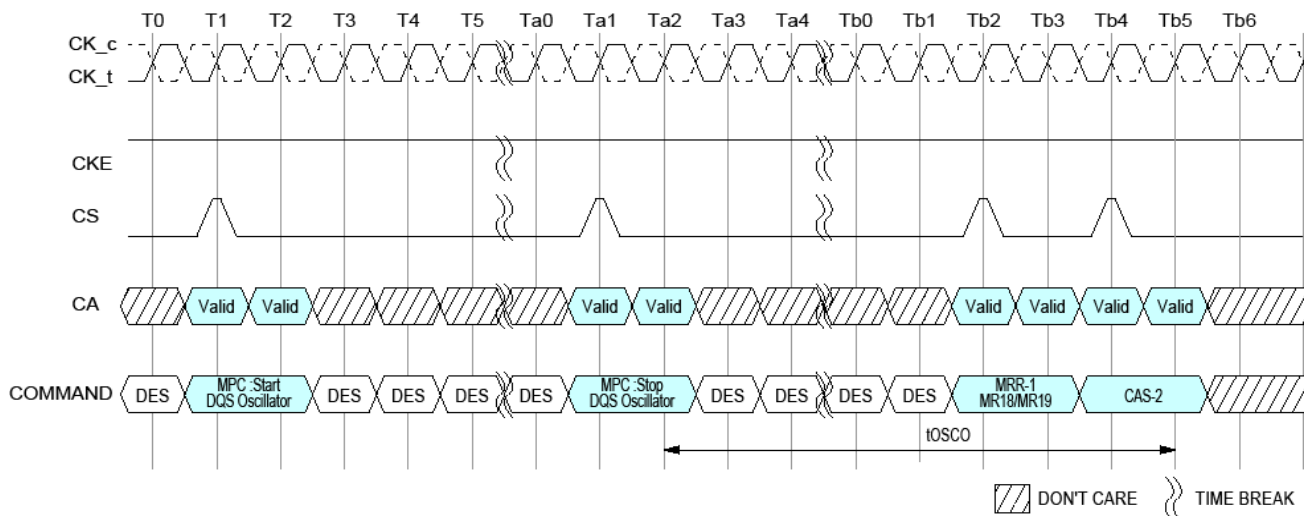 T0 T1 T2 T3 T4 T5 Ta0 Ta1 Ta2 Ta3 Ta4 Tb0 Tb1 Tb2 Tb3 Tb4 Tb5 Tb6
CK_c
CK_t
CKE
CS
CA Valid Valid Valid Valid Valid Valid Valid Valid
COMMAND DES MPC :Start DQS Oscillator DES DES DES DES MPC :Stop DQS Oscillator DES DES DES DES MRR-1 MR18/MR19 CAS-2
tOSCO
DON'T CARE TIME BREAK